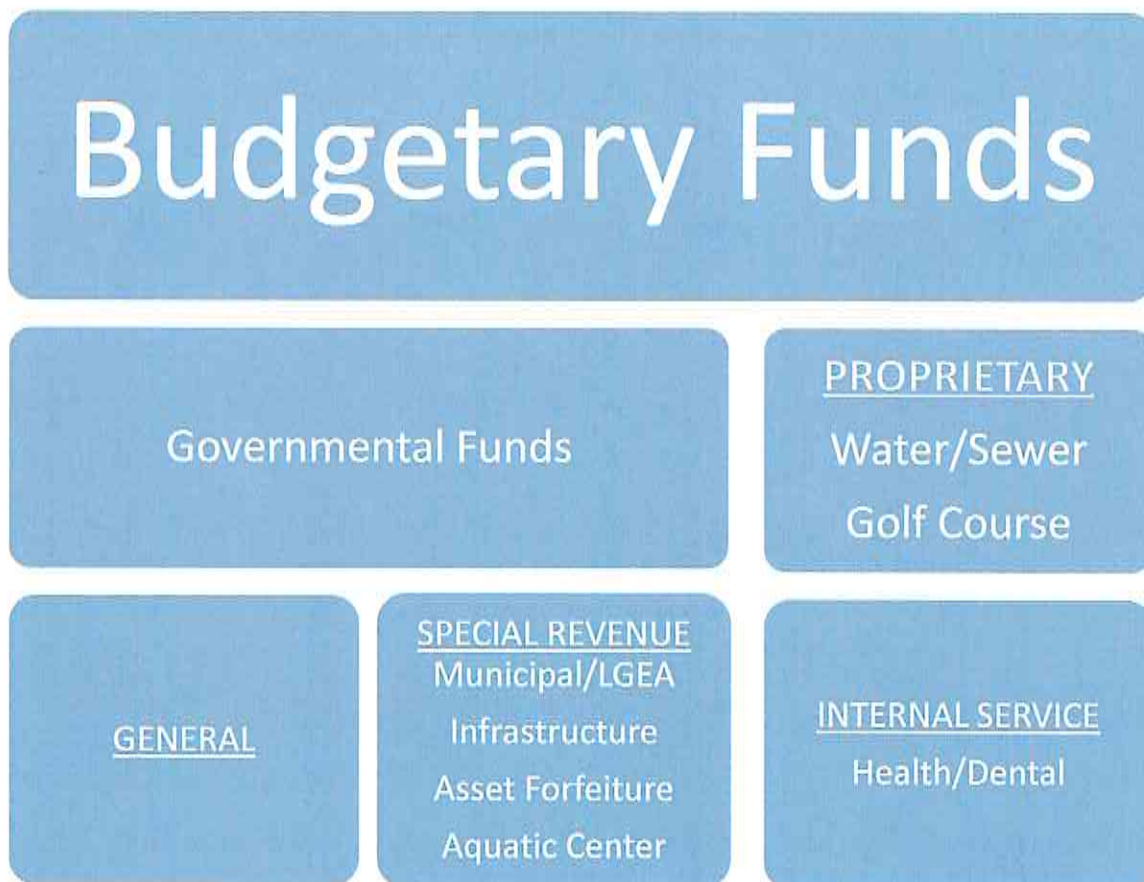 Budgetary Funds
Governmental Funds
PROPRIETARY
Water/Sewer
Golf Course
GENERAL
SPECIAL REVENUE
Municipal/LGEA
Infrastructure
Asset Forfeiture
Aquatic Center
INTERNAL SERVICE
Health/Dental